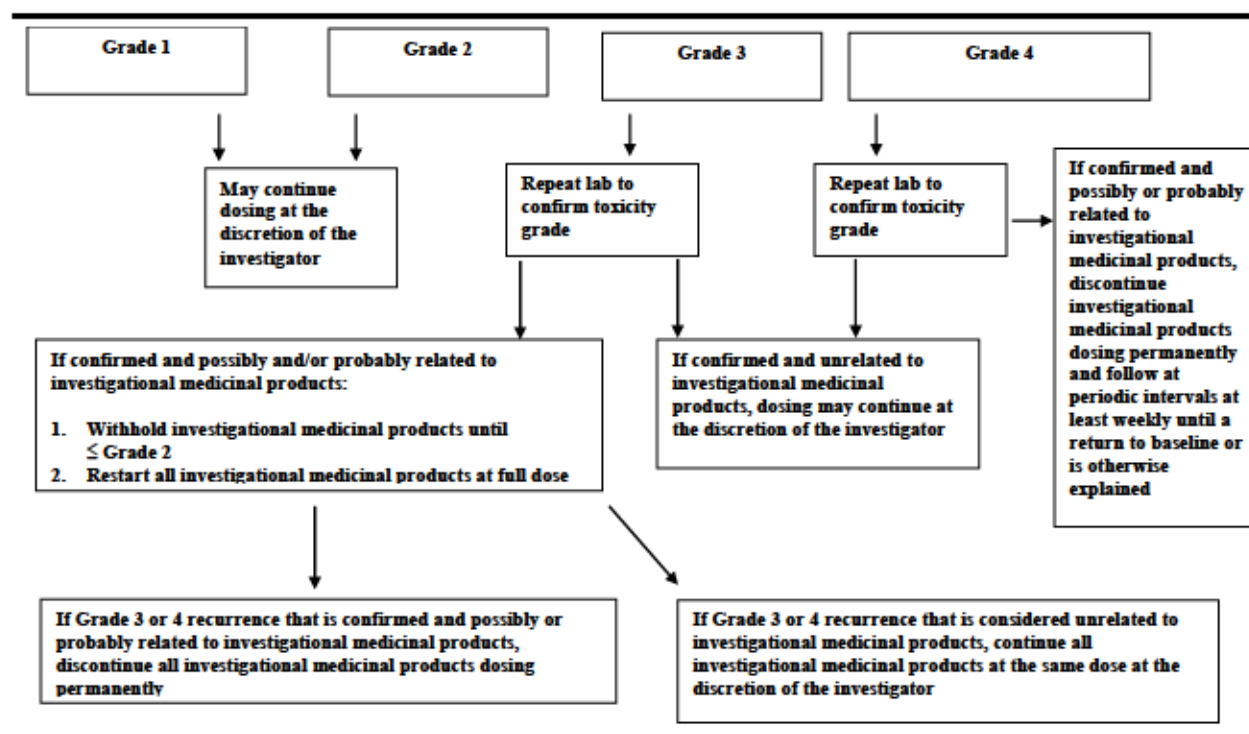 Grade 1
Grade 2
Grade 3
Grade 4
May continue
dosing at the
discretion of the
investigator
Repeat lab to
confirm toxicity
grade
Repeat lab to
confirm toxicity
grade
If confirmed and
possibly or probably
related to
investigational
medicinal products,
discontinue
investigational
medicinal products
dosing permanently
and follow at
periodic intervals at
least weekly until a
return to baseline or
is otherwise
explained
If confirmed and possibly and/or probably related to
investigational medicinal products:
1. Withhold investigational medicinal products until
≤ Grade 2
2. Restart all investigational medicinal products at full dose
If confirmed and unrelated to
investigational medicinal
products, dosing may continue at
the discretion of the investigator
If Grade 3 or 4 recurrence that is confirmed and possibly or
probably related to investigational medicinal products,
discontinue all investigational medicinal products dosing
permanently
If Grade 3 or 4 recurrence that is considered unrelated to
investigational medicinal products, continue all
investigational medicinal products at the same dose at the
discretion of the investigator